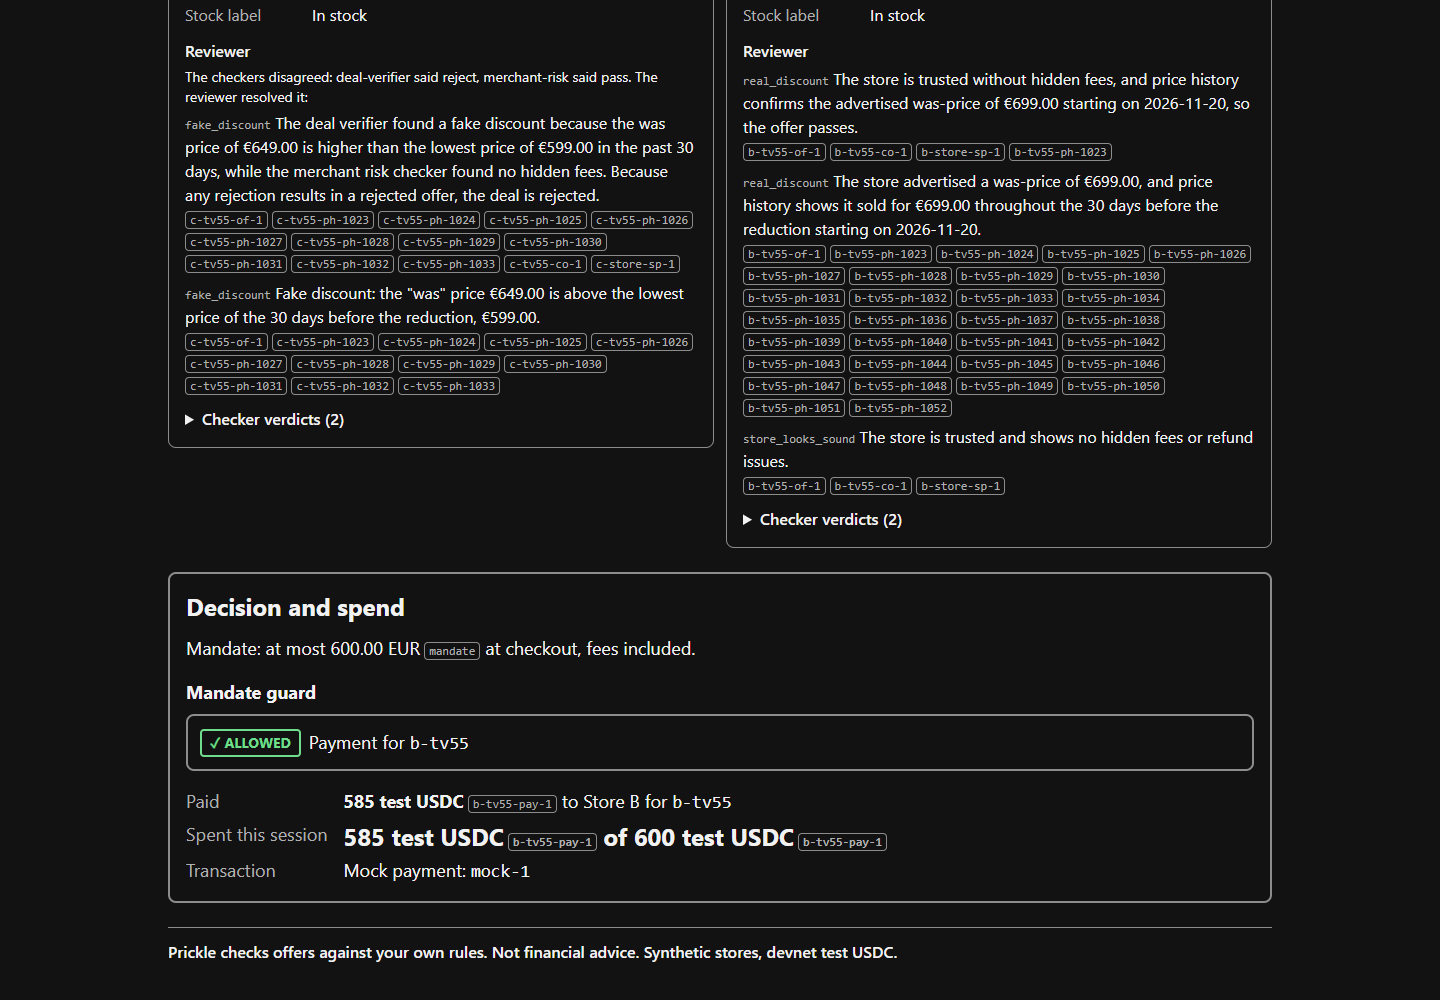 Stock label In stock
Reviewer
The checkers disagreed: deal-verifier said reject, merchant-risk said pass. The
reviewer resolved it:
fake_discount The deal verifier found a fake discount because the was
price of €649.00 is higher than the lowest price of €599.00 in the past 30
days, while the merchant risk checker found no hidden fees. Because
any rejection results in a rejected offer, the deal is rejected.
c-tv55-of-1 c-tv55-ph-1023 c-tv55-ph-1024 c-tv55-ph-1025 c-tv55-ph-1026
c-tv55-ph-1027 c-tv55-ph-1028 c-tv55-ph-1029 c-tv55-ph-1030
c-tv55-ph-1031 c-tv55-ph-1032 c-tv55-ph-1033 c-tv55-co-1 c-store-sp-1
fake_discount Fake discount: the "was" price €649.00 is above the lowest
price of the 30 days before the reduction, €599.00.
c-tv55-of-1 c-tv55-ph-1023 c-tv55-ph-1024 c-tv55-ph-1025 c-tv55-ph-1026
c-tv55-ph-1027 c-tv55-ph-1028 c-tv55-ph-1029 c-tv55-ph-1030
c-tv55-ph-1031 c-tv55-ph-1032 c-tv55-ph-1033
▶ Checker verdicts (2)
Stock label In stock
Reviewer
real_discount The store is trusted without hidden fees, and price history
confirms the advertised was-price of €699.00 starting on 2026-11-20, so
the offer passes.
b-tv55-of-1 b-tv55-co-1 b-store-sp-1 b-tv55-ph-1023
real_discount The store advertised a was-price of €699.00, and price
history shows it sold for €699.00 throughout the 30 days before the
reduction starting on 2026-11-20.
b-tv55-of-1 b-tv55-ph-1023 b-tv55-ph-1024 b-tv55-ph-1025 b-tv55-ph-1026
b-tv55-ph-1027 b-tv55-ph-1028 b-tv55-ph-1029 b-tv55-ph-1030
b-tv55-ph-1031 b-tv55-ph-1032 b-tv55-ph-1033 b-tv55-ph-1034
b-tv55-ph-1035 b-tv55-ph-1036 b-tv55-ph-1037 b-tv55-ph-1038
b-tv55-ph-1039 b-tv55-ph-1040 b-tv55-ph-1041 b-tv55-ph-1042
b-tv55-ph-1043 b-tv55-ph-1044 b-tv55-ph-1045 b-tv55-ph-1046
b-tv55-ph-1047 b-tv55-ph-1048 b-tv55-ph-1049 b-tv55-ph-1050
b-tv55-ph-1051 b-tv55-ph-1052
store_looks_sound The store is trusted and shows no hidden fees or refund
issues.
b-tv55-of-1 b-tv55-co-1 b-store-sp-1
▶ Checker verdicts (2)
Decision and spend
Mandate: at most 600.00 EUR mandate at checkout, fees included.
Mandate guard
✓ ALLOWED Payment for b-tv55
Paid 585 test USDC b-tv55-pay-1 to Store B for b-tv55
Spent this session 585 test USDC b-tv55-pay-1 of 600 test USDC b-tv55-pay-1
Transaction Mock payment: mock-1
Prickle checks offers against your own rules. Not financial advice. Synthetic stores, devnet test USDC.